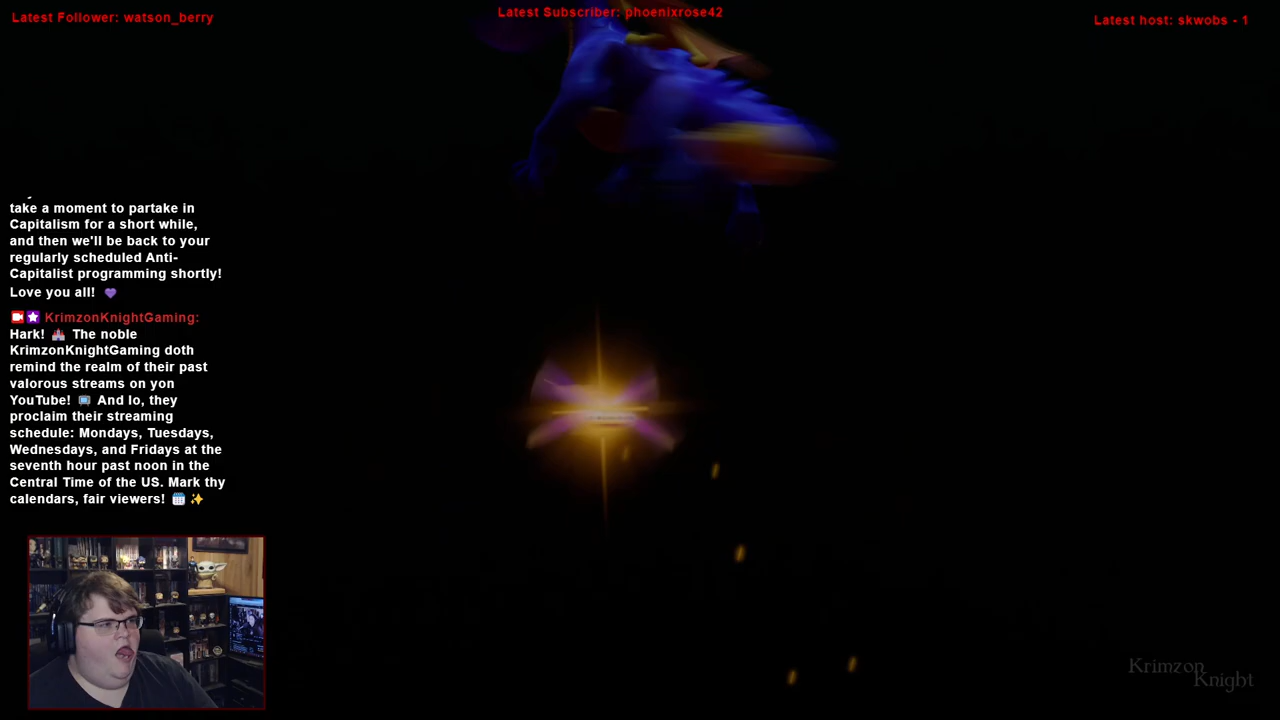 Latest Follower: watson_berry
Latest Subscriber: phoenixrose42
Latest host: skwobs - 1
take a moment to partake in
Capitalism for a short while,
and then we'll be back to your
regularly scheduled Anti-
Capitalist programming shortly!
Love you all! 💜
KrimzonKnightGaming:
Hark! 🏰 The noble
KrimzonKnightGaming doth
remind the realm of their past
valorous streams on yon
YouTube! 📺 And lo, they
proclaim their streaming
schedule: Mondays, Tuesdays,
Wednesdays, and Fridays at the
seventh hour past noon in the
Central Time of the US. Mark thy
calendars, fair viewers! 📅 ✨
Krimzon
Knight